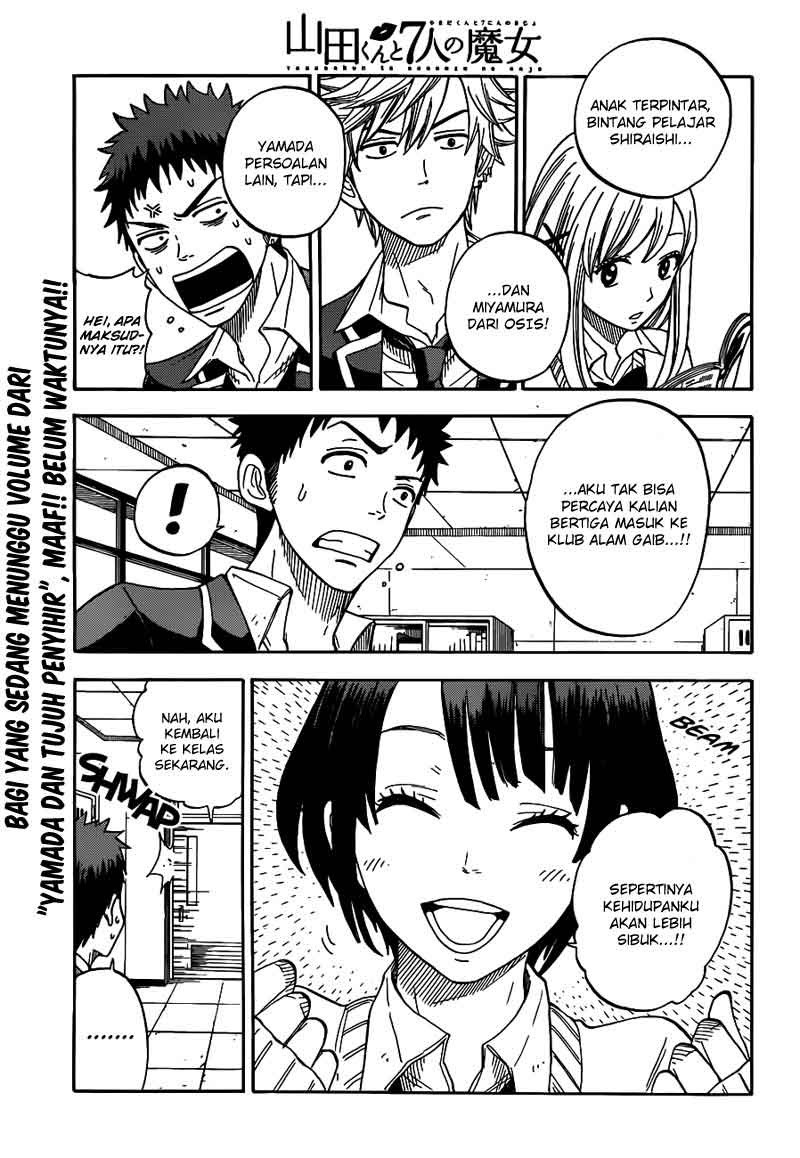 山田くんと7人の魔女
ANAK TERPINTAR,
BINTANG PELAJAR
SHIRAISHI...
...DAN
MIYAMURA
DARI OSIS!
YAMADA
PERSOALAN
LAIN, TAPI...
HEI, APA
MAKSUD-
NYA ITU?!
...AKU TAK BISA
PERCAYA KALIAN
BERTIGA MASUK KE
KLUB ALAM GAIB...!!
!
BEAM
SEPERTINYA
KEHIDUPANKU
AKAN LEBIH
SIBUK...!!
NAH, AKU
KEMBALI
KE KELAS
SEKARANG.
SHWAP
........
BAGI YANG SEDANG MENUNGGU VOLUME DARI
"YAMADA DAN TUJUH PENYIHIR", MAAF!! BELUM WAKTUNYA!!